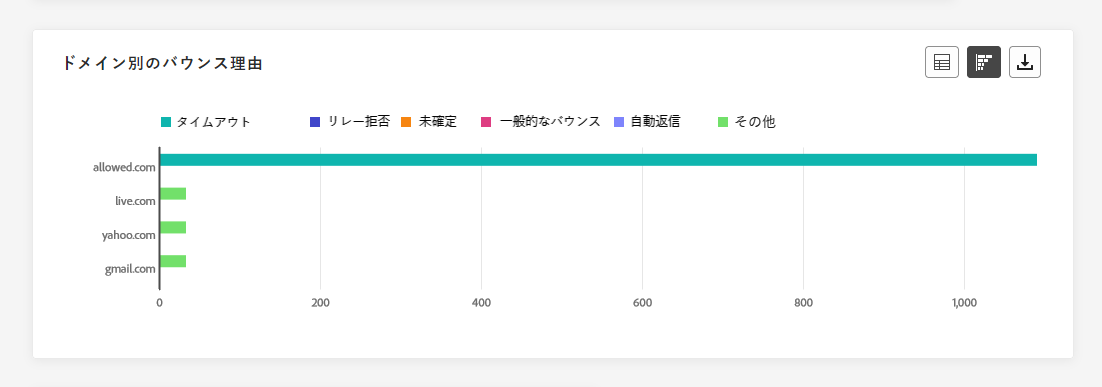 ドメイン別のバウンス理由
タイムアウト リレー拒否 未確定 一般的なバウンス 自動返信 その他
allowed.com
live.com
yahoo.com
gmail.com
0 200 400 600 800 1,000